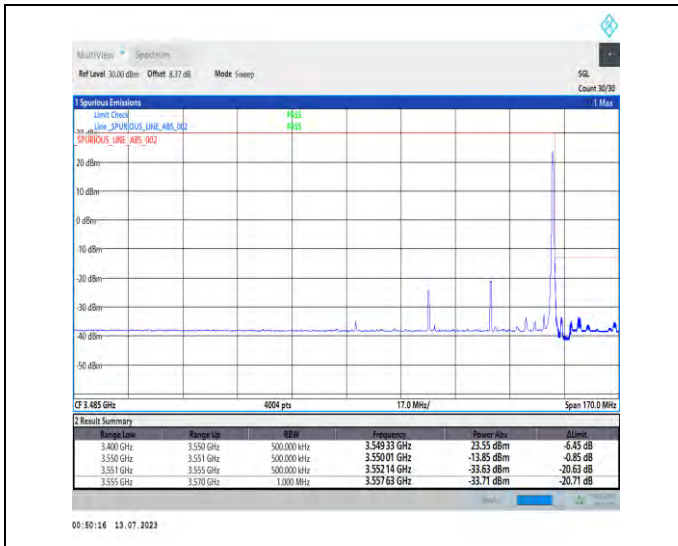 MultiView Spectrum
Ref Level 30.00 dBm Offset 8.37 dB Mode Sweep SGL
Count 30/30
1 Spurious Emissions 1 Max
Limit Check PASS
Line _SPURIOUS_LINE_ABS_002 PASS
30 dBm
_SPURIOUS_LINE_ABS_002
20 dBm
10 dBm
0 dBm
-10 dBm
-20 dBm
-30 dBm
-40 dBm
-50 dBm
CF 3.485 GHz 4004 pts 17.0 MHz/ Span 170.0 MHz
2 Result Summary
Range Low Range Up RBW Frequency Power Abs ΔLimit
3.400 GHz 3.550 GHz 500.000 kHz 3.549 33 GHz 23.55 dBm -6.45 dB
3.550 GHz 3.551 GHz 500.000 kHz 3.550 01 GHz -13.85 dBm -0.85 dB
3.551 GHz 3.555 GHz 500.000 kHz 3.552 14 GHz -33.63 dBm -20.63 dB
3.555 GHz 3.570 GHz 1.000 MHz 3.557 63 GHz -33.71 dBm -20.71 dB
00:50:16 13.07.2023